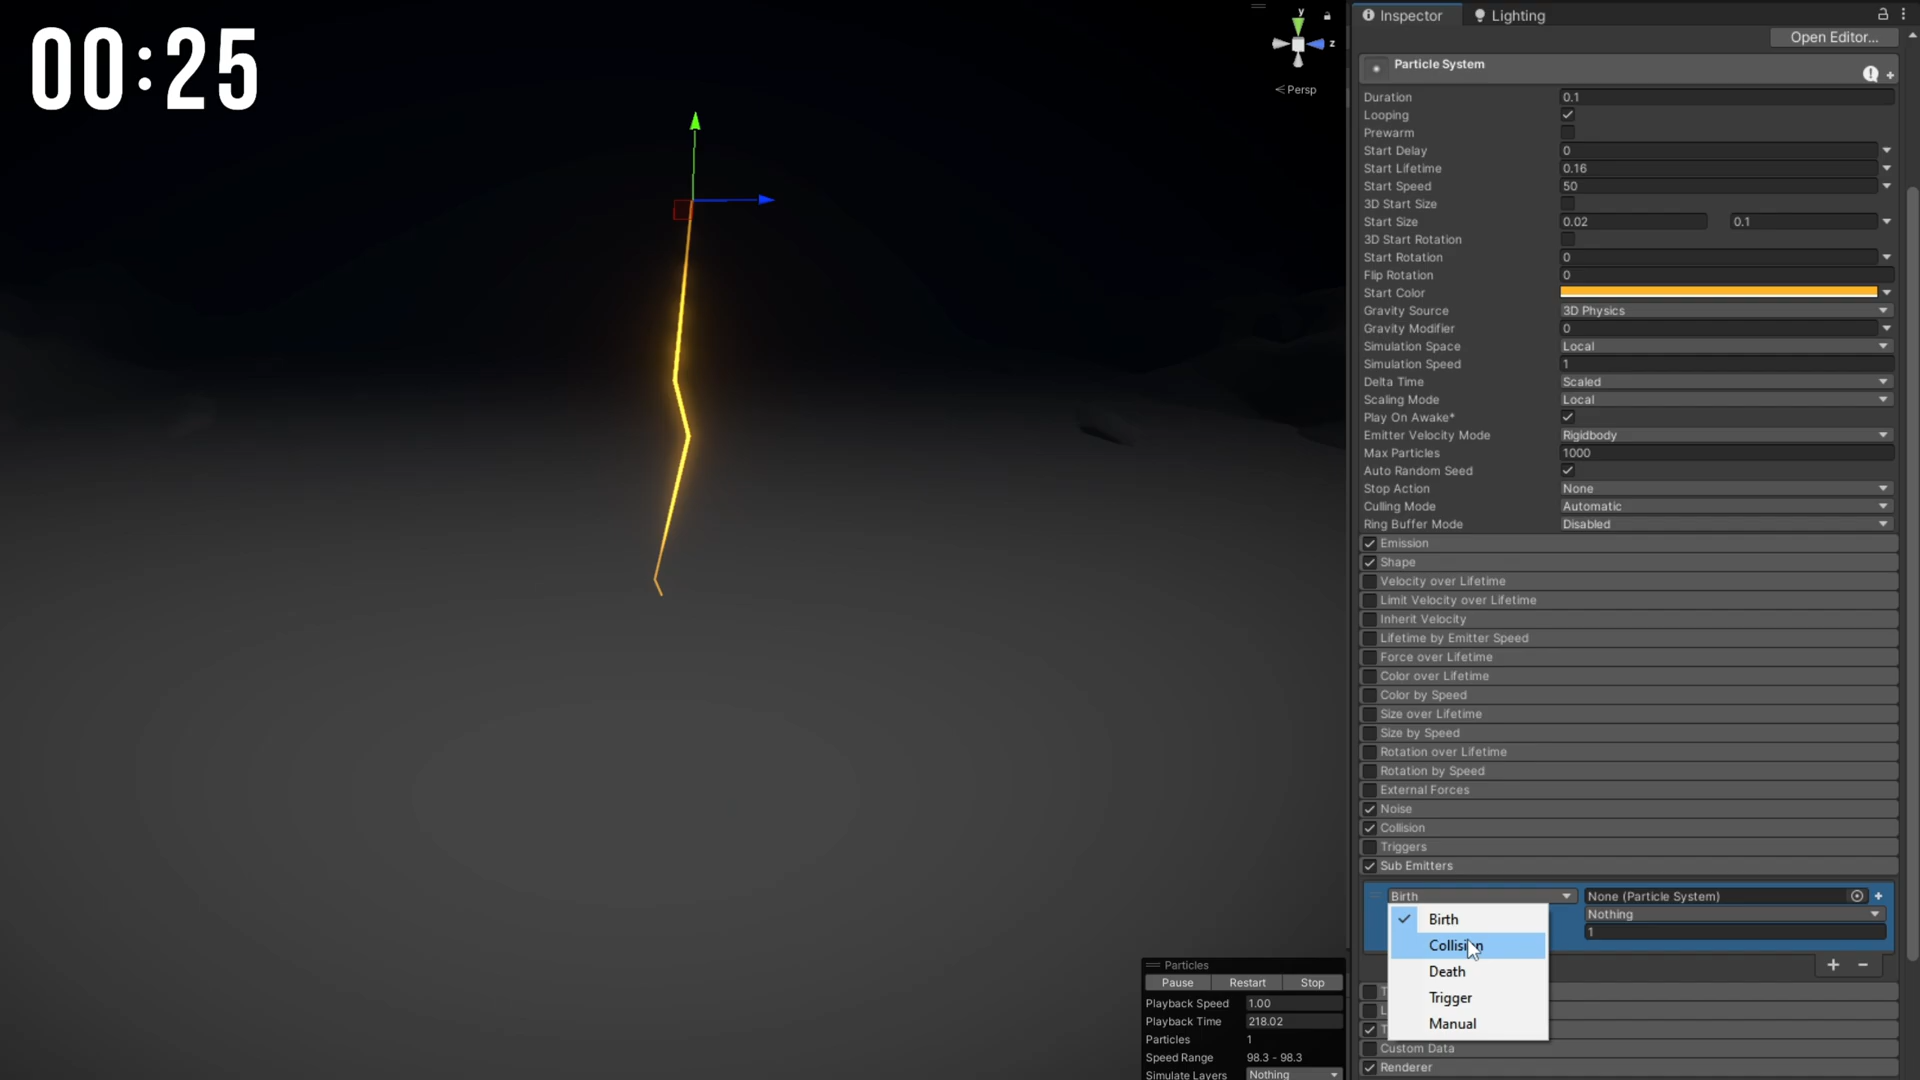 00:25
y
z
Persp
Inspector
Lighting
Open Editor...
Particle System
Duration 0.1
Looping
Prewarm
Start Delay 0
Start Lifetime 0.16
Start Speed 50
3D Start Size
Start Size 0.02 0.1
3D Start Rotation
Start Rotation 0
Flip Rotation 0
Start Color
Gravity Source 3D Physics
Gravity Modifier 0
Simulation Space Local
Simulation Speed 1
Delta Time Scaled
Scaling Mode Local
Play On Awake*
Emitter Velocity Mode Rigidbody
Max Particles 1000
Auto Random Seed
Stop Action None
Culling Mode Automatic
Ring Buffer Mode Disabled
Emission
Shape
Velocity over Lifetime
Limit Velocity over Lifetime
Inherit Velocity
Lifetime by Emitter Speed
Force over Lifetime
Color over Lifetime
Color by Speed
Size over Lifetime
Size by Speed
Rotation over Lifetime
Rotation by Speed
External Forces
Noise
Collision
Triggers
Sub Emitters
Birth None (Particle System)
Nothing
1
Birth
Collision
Death
Trigger
Manual
Custom Data
Renderer
Particles
Pause Restart Stop
Playback Speed 1.00
Playback Time 218.02
Particles 1
Speed Range 98.3 - 98.3
Simulate Layers Nothing